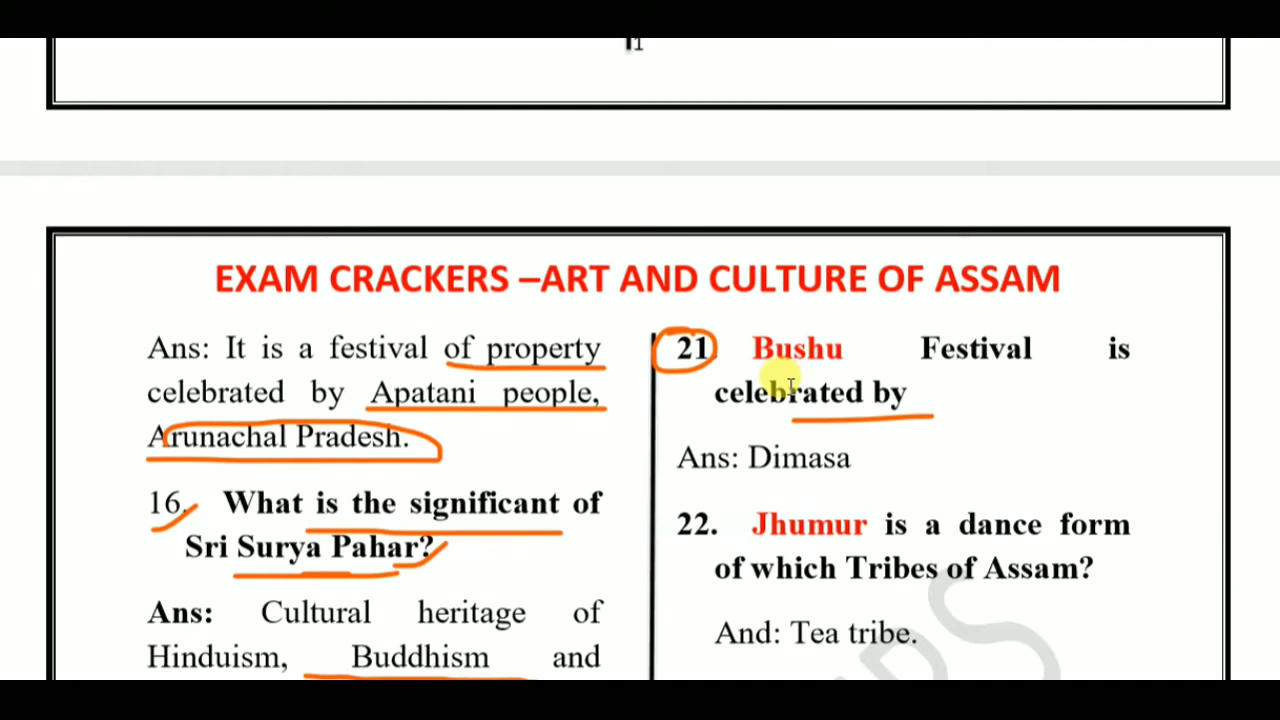 EXAM CRACKERS –ART AND CULTURE OF ASSAM
Ans: It is a festival of property
celebrated by Apatani people,
Arunachal Pradesh.
16. What is the significant of
Sri Surya Pahar?
Ans: Cultural heritage of
Hinduism, Buddhism and
21. Bushu Festival is
celebrated by
Ans: Dimasa
22. Jhumur is a dance form
of which Tribes of Assam?
And: Tea tribe.